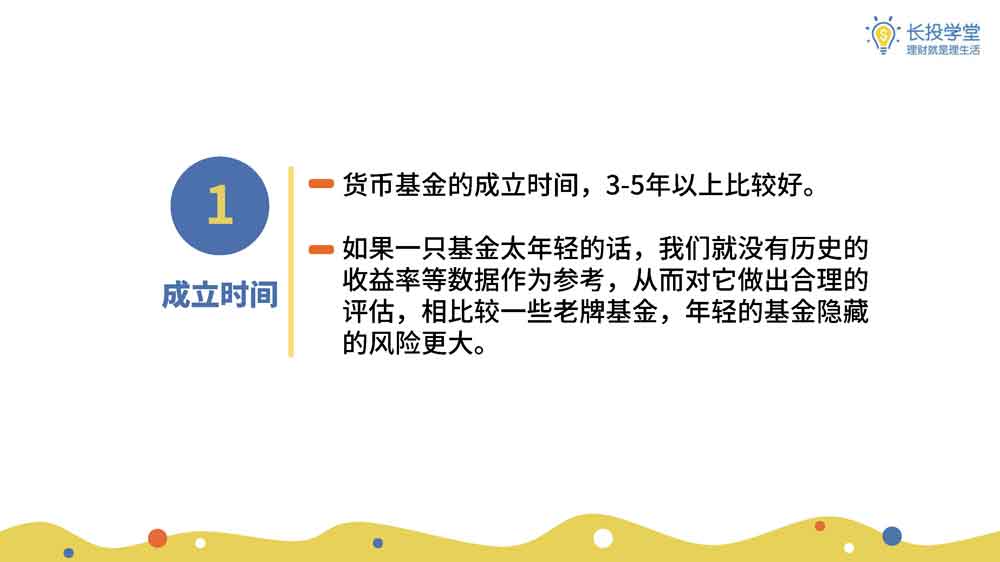 长投学堂
理财就是理生活
1
成立时间
货币基金的成立时间，3-5年以上比较好。
如果一只基金太年轻的话，我们就没有历史的
收益率等数据作为参考，从而对它做出合理的
评估，相比较一些老牌基金，年轻的基金隐藏
的风险更大。